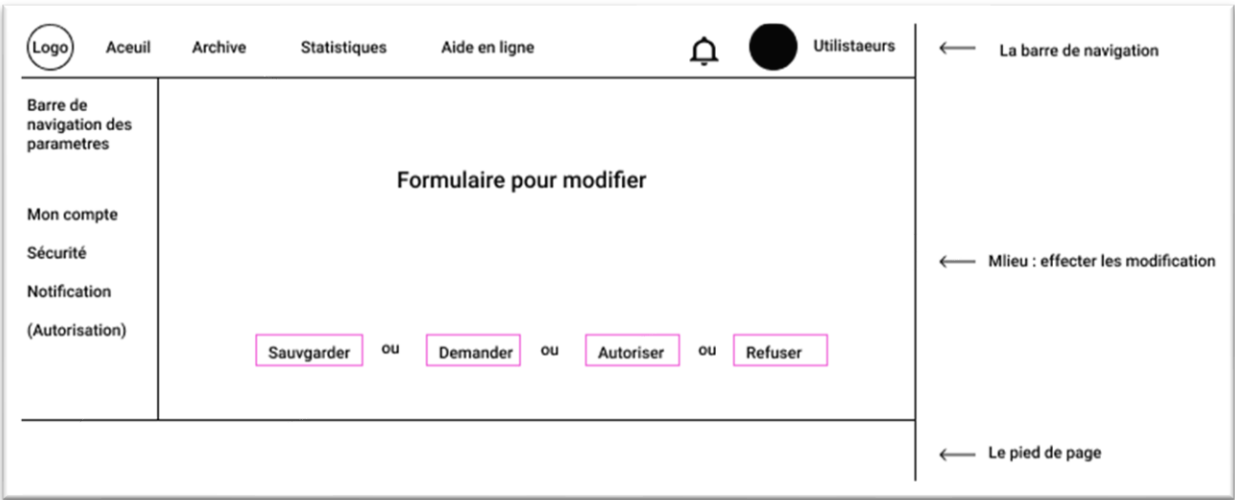 Logo
Aceuil
Archive
Statistiques
Aide en ligne
Utilistaeurs
La barre de navigation
Barre de
navigation des
parametres
Mon compte
Sécurité
Notification
(Autorisation)
Formulaire pour modifier
Sauvgarder ou Demander ou Autoriser ou Refuser
Mlieu : effecter les modification
Le pied de page